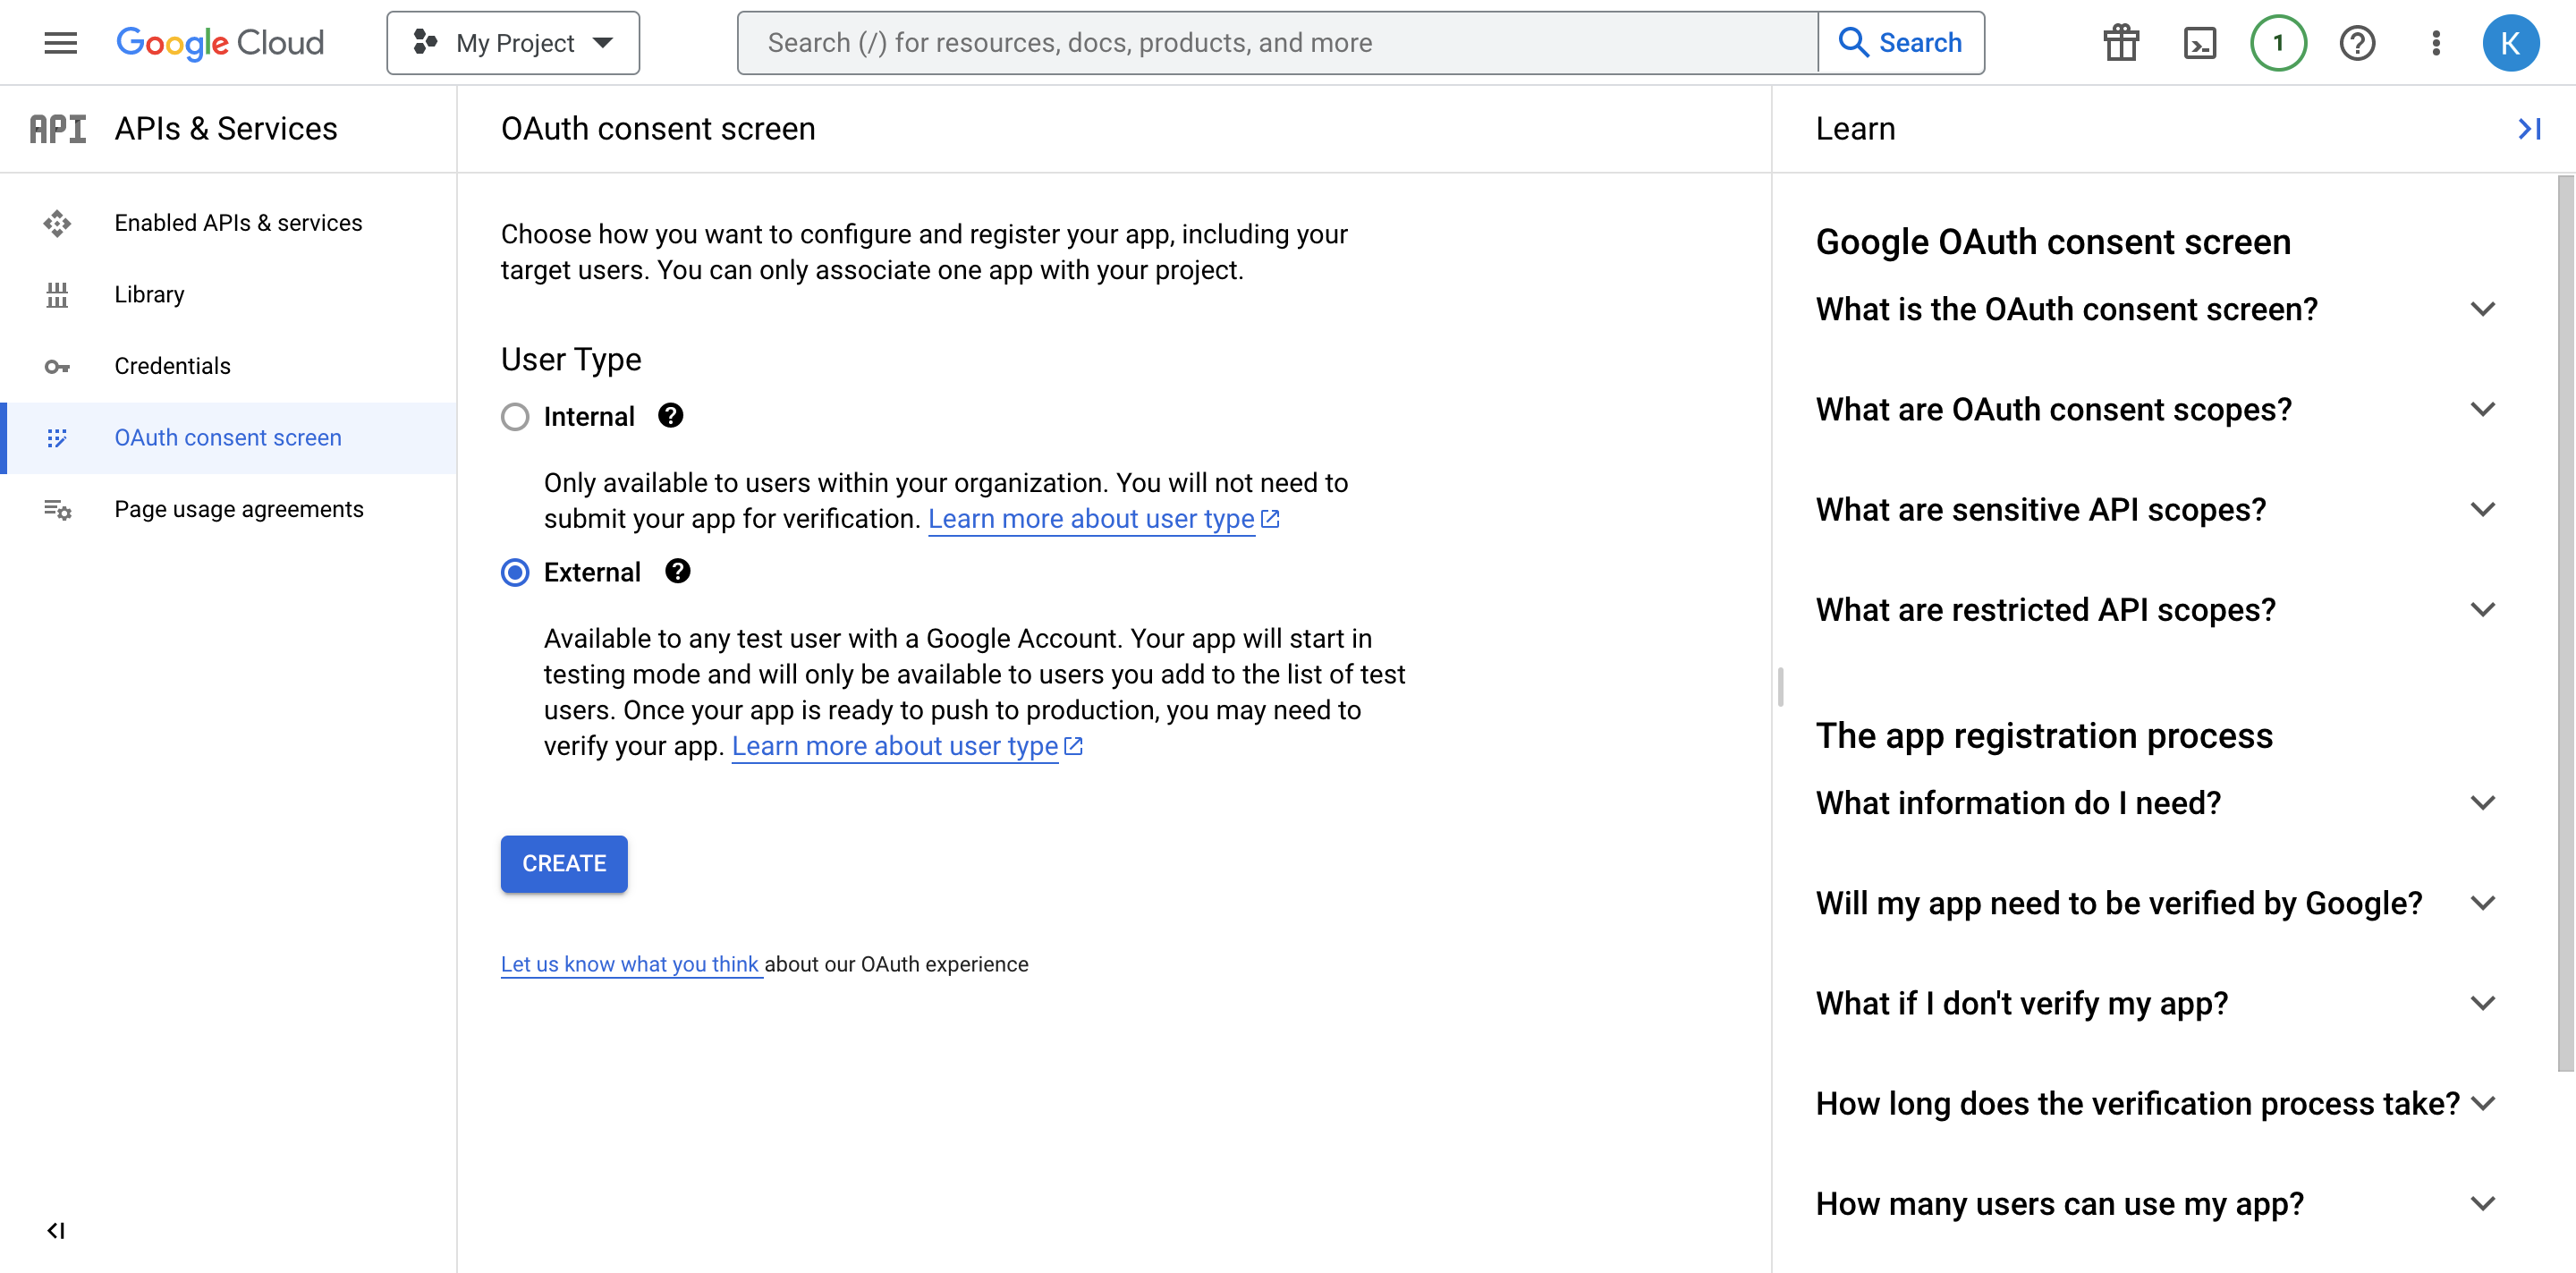 Google Cloud
My Project
Search (/) for resources, docs, products, and more
Search
1
K
API
APIs & Services
Enabled APIs & services
Library
Credentials
OAuth consent screen
Page usage agreements
OAuth consent screen
Choose how you want to configure and register your app, including your
target users. You can only associate one app with your project.
User Type
Internal
Only available to users within your organization. You will not need to
submit your app for verification. Learn more about user type
External
Available to any test user with a Google Account. Your app will start in
testing mode and will only be available to users you add to the list of test
users. Once your app is ready to push to production, you may need to
verify your app. Learn more about user type
CREATE
Let us know what you think about our OAuth experience
Learn
Google OAuth consent screen
What is the OAuth consent screen?
What are OAuth consent scopes?
What are sensitive API scopes?
What are restricted API scopes?
The app registration process
What information do I need?
Will my app need to be verified by Google?
What if I don't verify my app?
How long does the verification process take?
How many users can use my app?